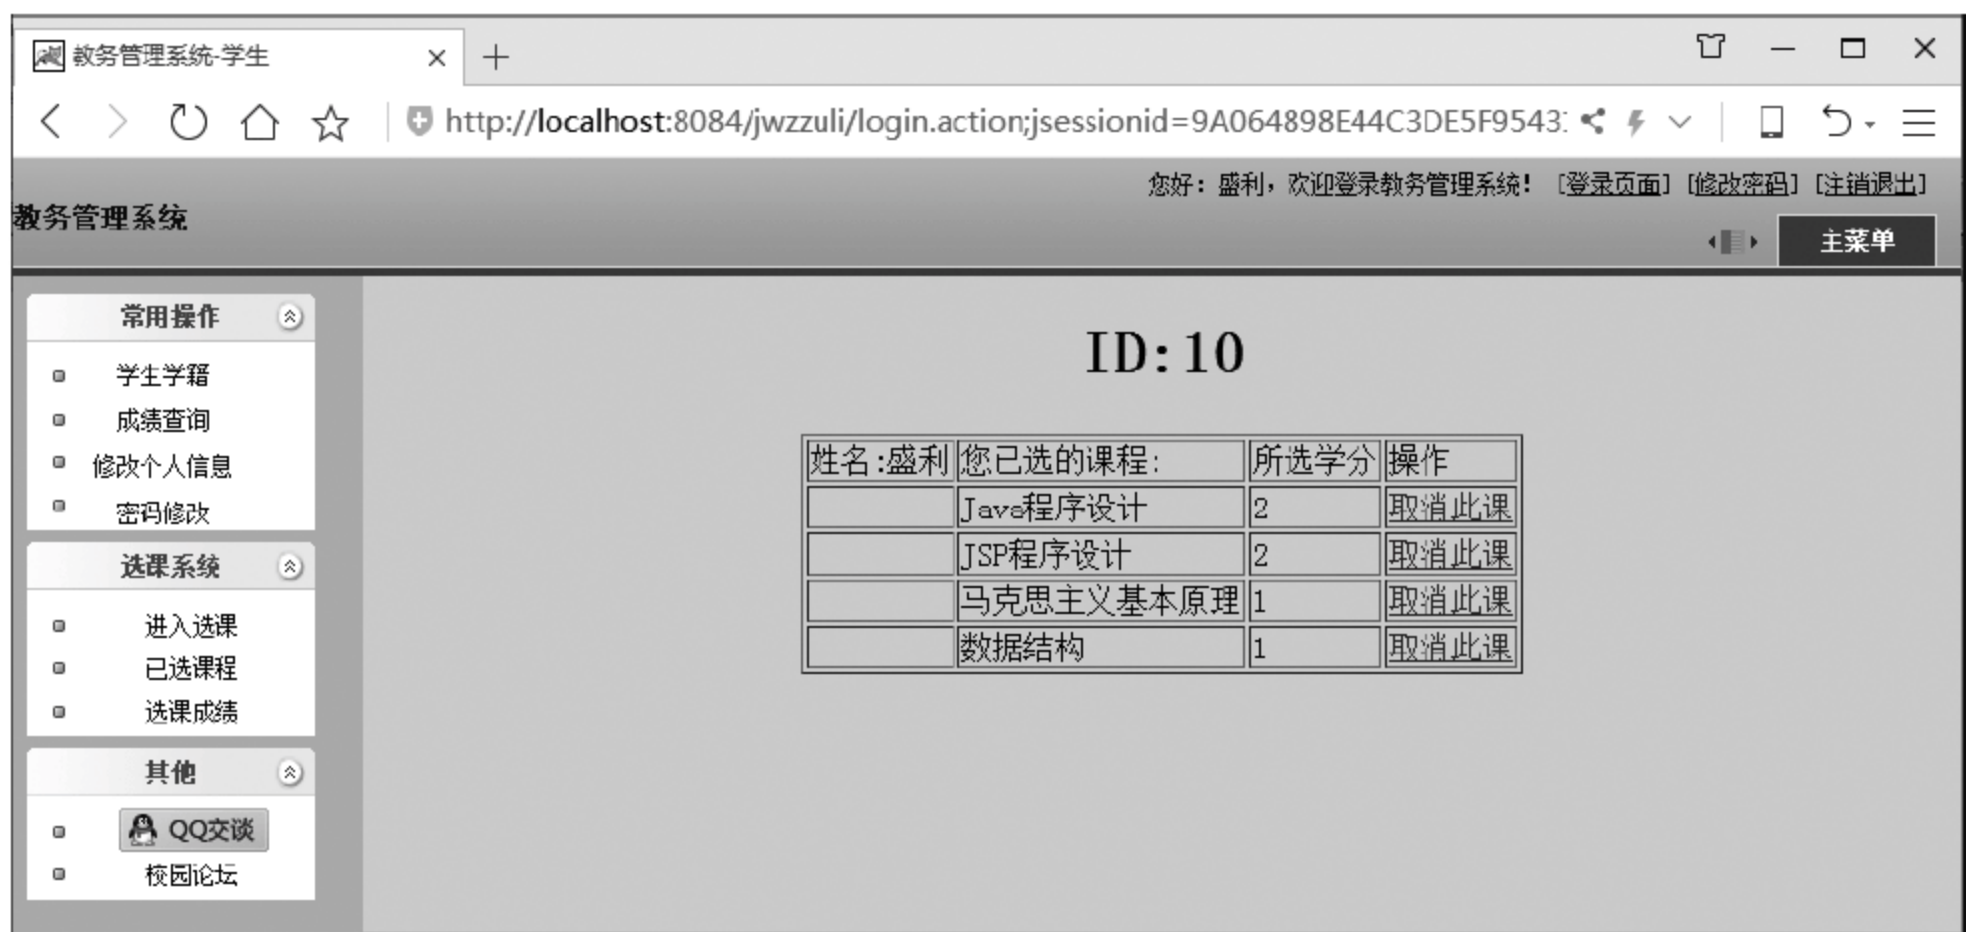 教务管理系统-学生
http://localhost:8084/jwzzuli/login.action;jsessionid=9A064898E44C3DE5F9543
您好：盛利，欢迎登录教务管理系统！ [登录页面] [修改密码] [注销退出]
教务管理系统
主菜单
常用操作
学生学籍
成绩查询
修改个人信息
密码修改
选课系统
进入选课
已选课程
选课成绩
其他
QQ交谈
校园论坛
ID:10
姓名:盛利 您已选的课程: 所选学分 操作
Java程序设计 2 取消此课
JSP程序设计 2 取消此课
马克思主义基本原理 1 取消此课
数据结构 1 取消此课